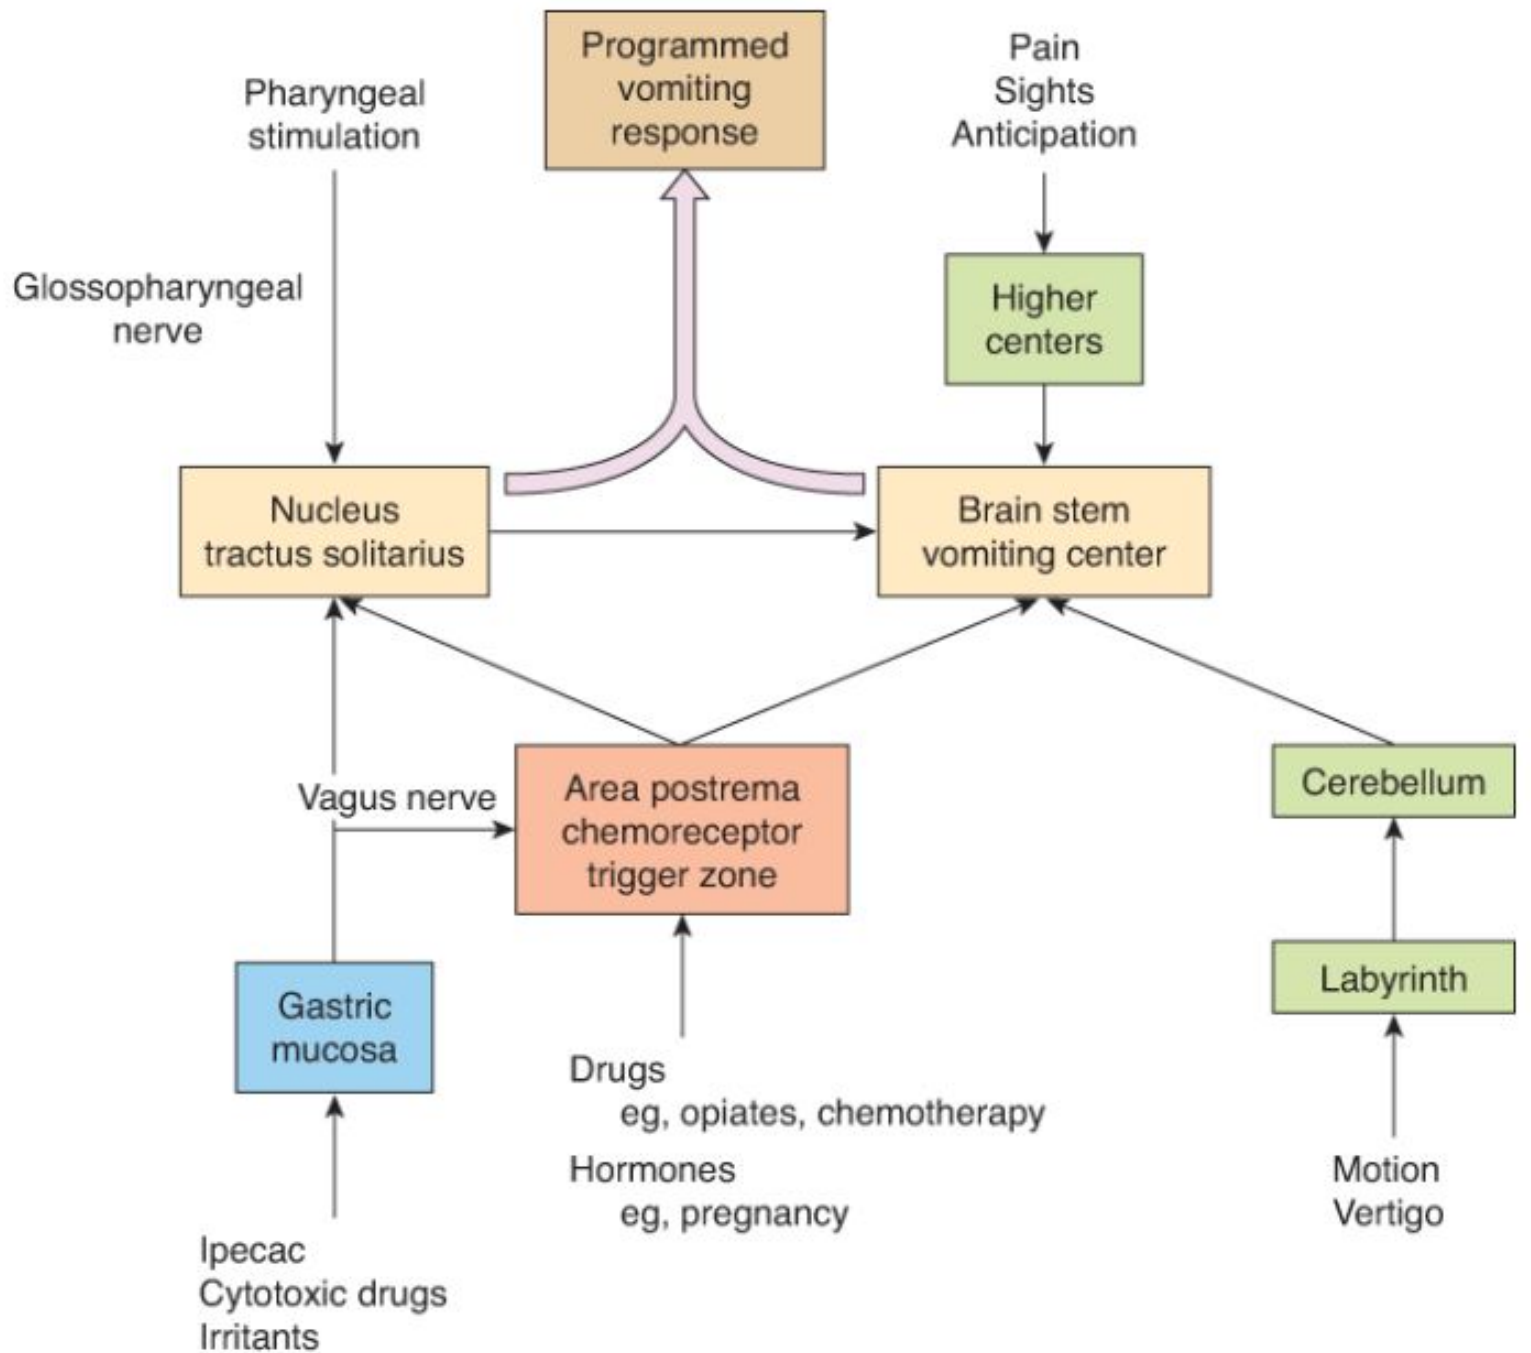 Programmed
vomiting
response
Pain
Sights
Anticipation
Pharyngeal
stimulation
Glossopharyngeal
nerve
Higher
centers
Nucleus
tractus solitarius
Brain stem
vomiting center
Vagus nerve
Area postrema
chemoreceptor
trigger zone
Cerebellum
Gastric
mucosa
Labyrinth
Drugs
eg, opiates, chemotherapy
Hormones
eg, pregnancy
Motion
Vertigo
Ipecac
Cytotoxic drugs
Irritants